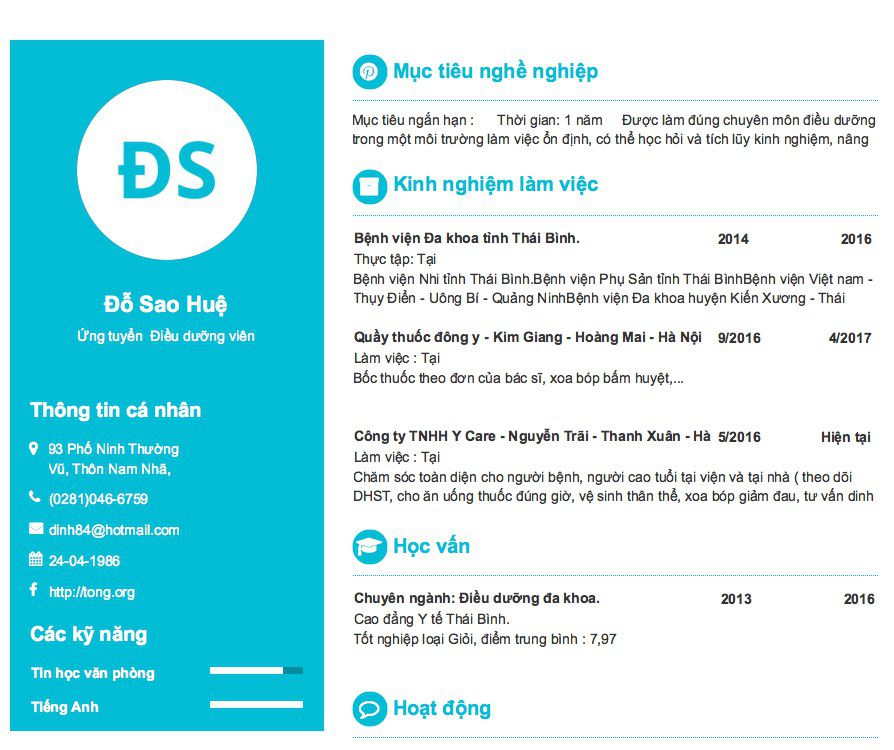 ĐS
Đỗ Sao Huệ
Ứng tuyển Điều dưỡng viên
Thông tin cá nhân
93 Phố Ninh Thường
Vũ, Thôn Nam Nhã,
(0281)046-6759
dinh84@hotmail.com
24-04-1986
http://tong.org
Các kỹ năng
Tin học văn phòng
Tiếng Anh
Mục tiêu nghề nghiệp
Mục tiêu ngắn hạn : Thời gian: 1 năm Được làm đúng chuyên môn điều dưỡng
trong một môi trường làm việc ổn định, có thể học hỏi và tích lũy kinh nghiệm, nâng
Kinh nghiệm làm việc
Bệnh viện Đa khoa tỉnh Thái Bình. 2014 2016
Thực tập: Tại
Bệnh viện Nhi tỉnh Thái Bình.Bệnh viện Phụ Sản tỉnh Thái BìnhBệnh viện Việt nam -
Thụy Điển - Uông Bí - Quảng NinhBệnh viện Đa khoa huyện Kiến Xương - Thái
Quầy thuốc đông y - Kim Giang - Hoàng Mai - Hà Nội 9/2016 4/2017
Làm việc : Tại
Bốc thuốc theo đơn của bác sĩ, xoa bóp bấm huyệt,...
Công ty TNHH Y Care - Nguyễn Trãi - Thanh Xuân - Hà 5/2016 Hiện tại
Làm việc : Tại
Chăm sóc toàn diện cho người bệnh, người cao tuổi tại viện và tại nhà ( theo dõi
DHST, cho ăn uống thuốc đúng giờ, vệ sinh thân thể, xoa bóp giảm đau, tư vấn dinh
Học vấn
Chuyên ngành: Điều dưỡng đa khoa. 2013 2016
Cao đẳng Y tế Thái Bình.
Tốt nghiệp loại Giỏi, điểm trung bình : 7,97
Hoạt động